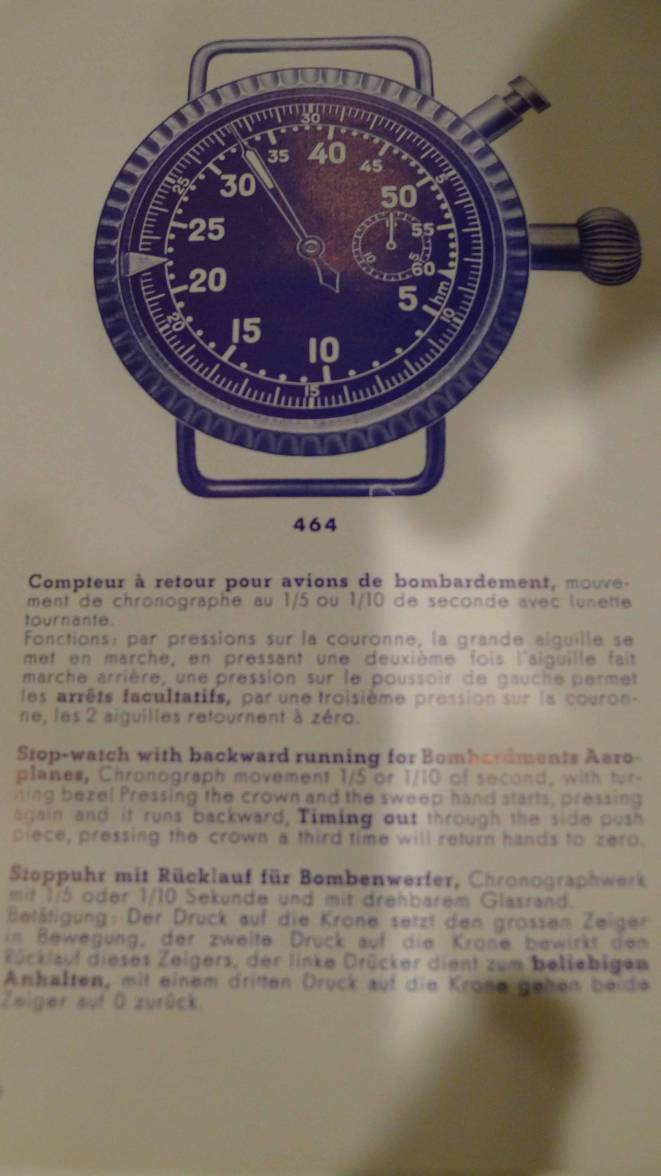 30
35 40 45
5
25 30 50
25 55
20 60
5 hm
20 15 10 10
15
10 15
464
Compteur à retour pour avions de bombardement, mouve-
ment de chronographe au 1/5 ou 1/10 de seconde avec lunette
tournante.
Fonctions: par pressions sur la couronne, la grande aiguille se
met en marche, en pressant une deuxième fois l'aiguille fait
marche arrière, une pression sur le poussoir de gauche permet
les arrêts facultatifs, par une troisième pression sur la couron-
ne, les 2 aiguilles retournent à zéro.
Stop-watch with backward running for Bombardments Aero-
planes, Chronograph movement 1/5 or 1/10 of second, with tur-
ning bezel Pressing the crown and the sweep hand starts, pressing
again and it runs backward, Timing out through the side push
piece, pressing the crown a third time will return hands to zero.
Stoppuhr mit Rücklauf für Bombenwerfer, Chronographwerk
mit 1/5 oder 1/10 Sekunde und mit drehbarem Glasrand.
Betätigung: Der Druck auf die Krone setzt den grossen Zeiger
in Bewegung, der zweite Druck auf die Krone bewirkt den
Rücklauf dieses Zeigers, der linke Drücker dient zum beliebigen
Anhalten, mit einem dritten Druck auf die Krone gehen beide
Zeiger auf 0 zurück.